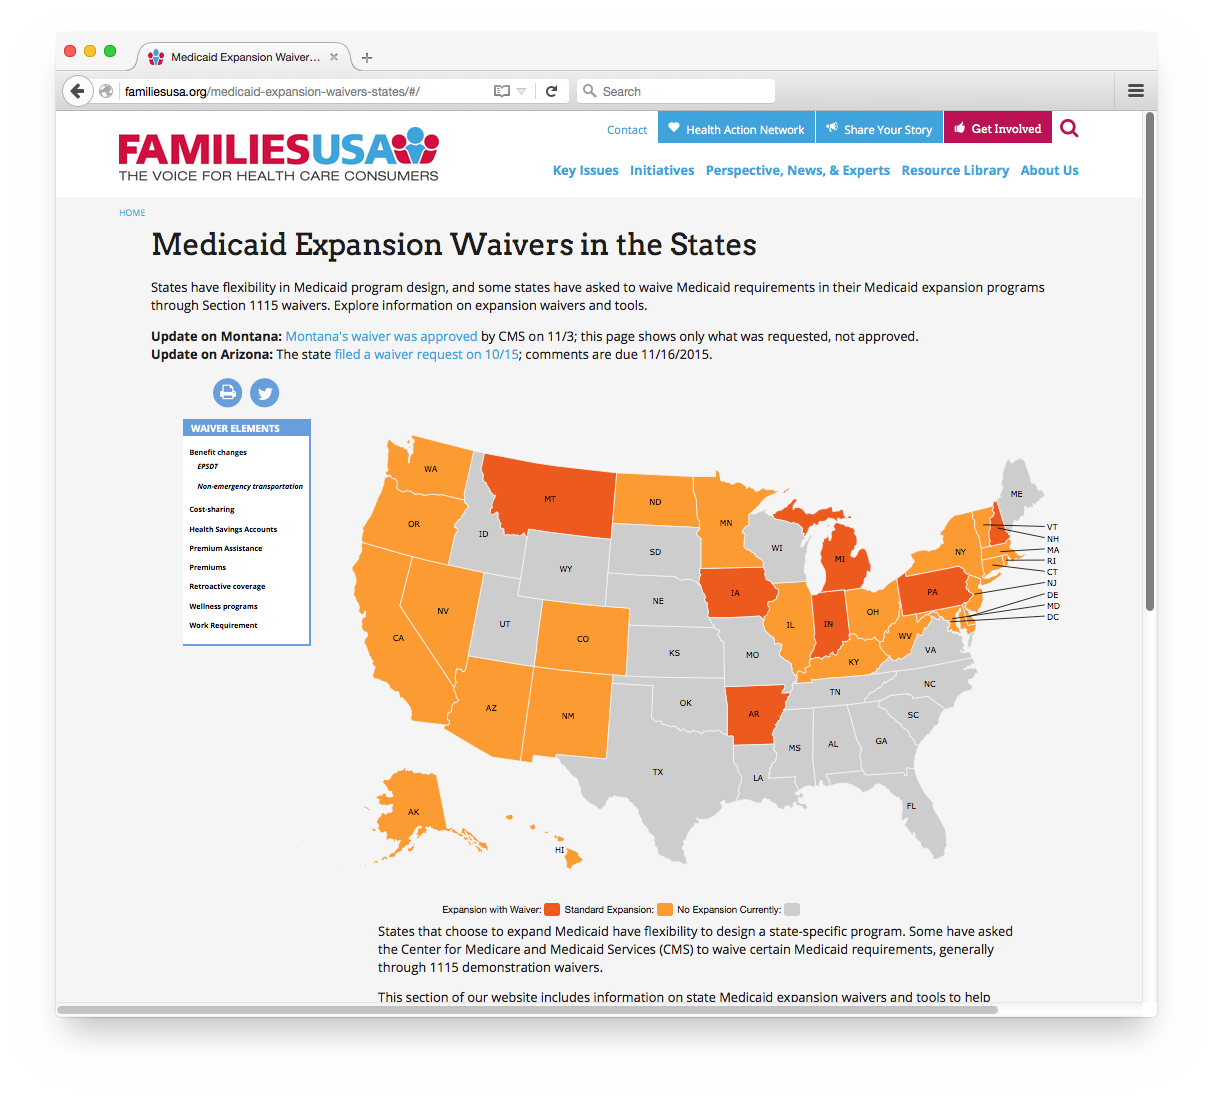 Medicaid Expansion Waiver...
familiesusa.org/medicaid-expansion-waivers-states/#/
Search
FAMILIESUSA
THE VOICE FOR HEALTH CARE CONSUMERS
Contact
Health Action Network
Share Your Story
Get Involved
Key Issues Initiatives Perspective, News, & Experts Resource Library About Us
HOME
Medicaid Expansion Waivers in the States
States have flexibility in Medicaid program design, and some states have asked to waive Medicaid requirements in their Medicaid expansion programs
through Section 1115 waivers. Explore information on expansion waivers and tools.
Update on Montana: Montana's waiver was approved by CMS on 11/3; this page shows only what was requested, not approved.
Update on Arizona: The state filed a waiver request on 10/15; comments are due 11/16/2015.
WAIVER ELEMENTS
Benefit changes
EPSDT
Non-emergency transportation
Cost-sharing
Health Savings Accounts
Premium Assistance
Premiums
Retroactive coverage
Wellness programs
Work Requirement
WA
MT
ND
MN
ME
OR
ID
SD
WI
MI
NY
VT
NH
MA
RI
CT
NJ
DE
MD
DC
WY
NV
UT
NE
IA
IL
IN
OH
PA
CA
CO
KS
MO
KY
WV
VA
AZ
NM
OK
AR
TN
NC
SC
TX
LA
MS
AL
GA
FL
AK
HI
Expansion with Waiver: Standard Expansion: No Expansion Currently:
States that choose to expand Medicaid have flexibility to design a state-specific program. Some have asked
the Center for Medicare and Medicaid Services (CMS) to waive certain Medicaid requirements, generally
through 1115 demonstration waivers.
This section of our website includes information on state Medicaid expansion waivers and tools to help